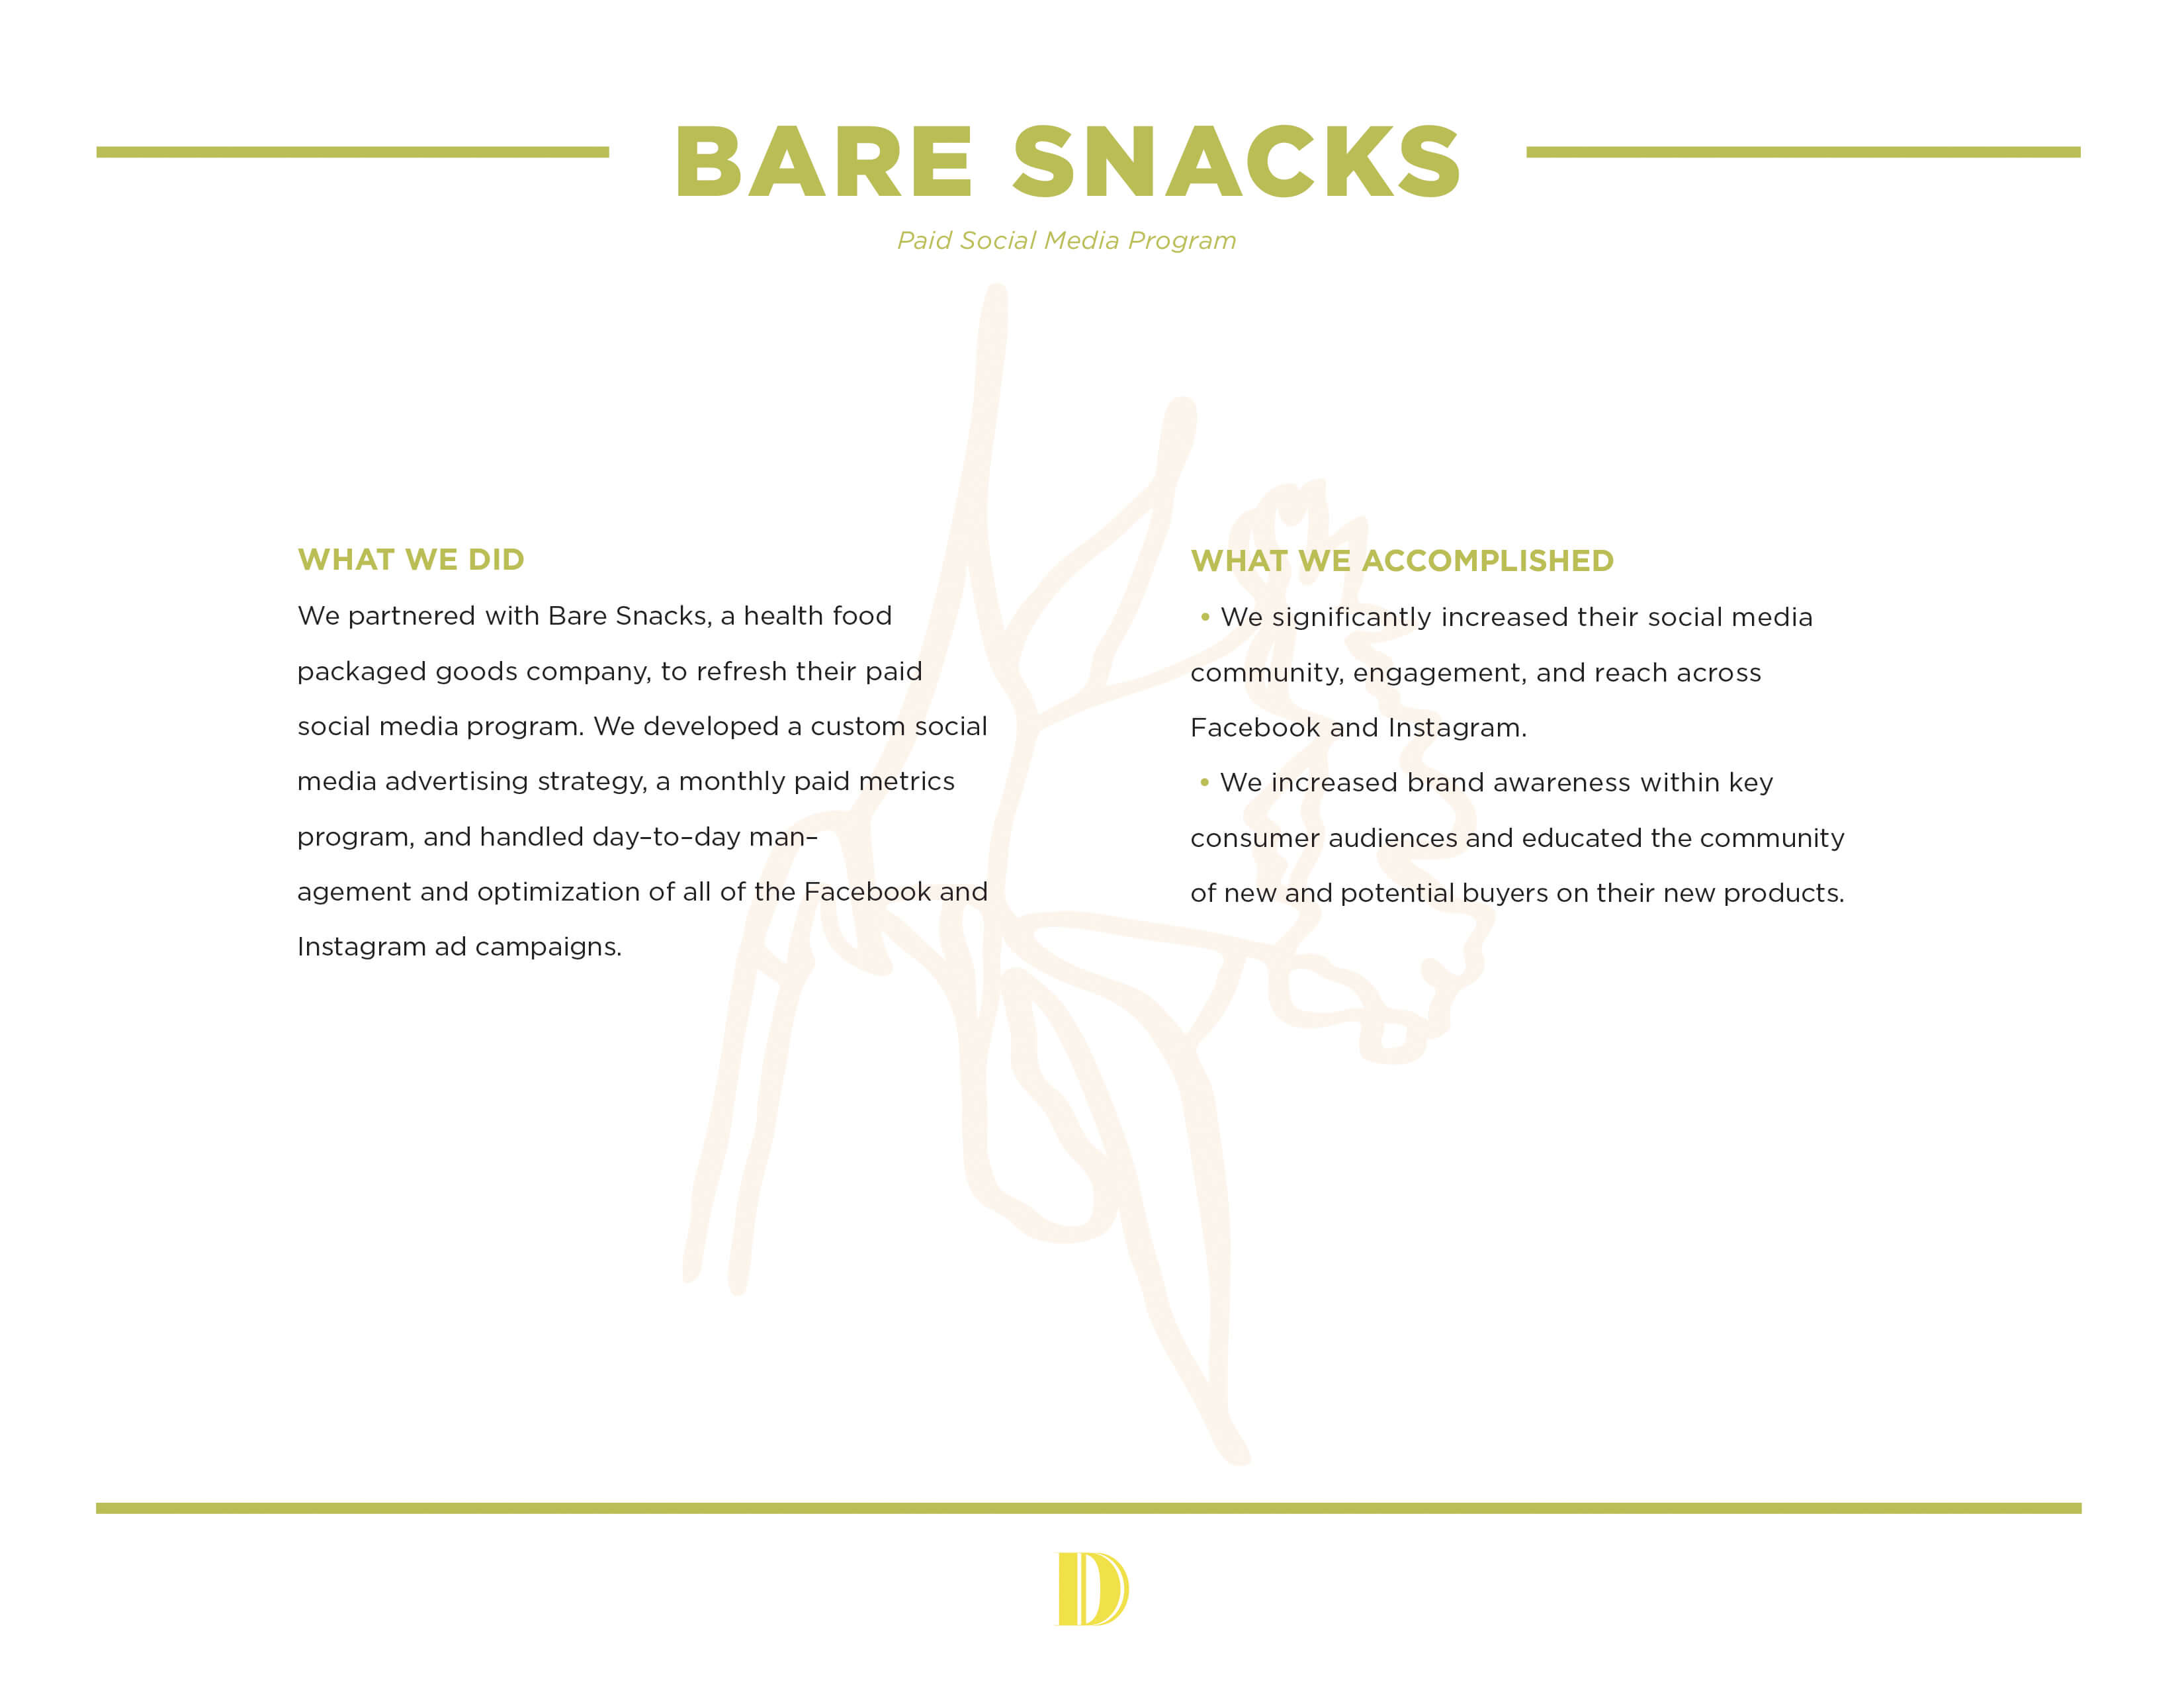 BARE SNACKS
Paid Social Media Program
WHAT WE DID
We partnered with Bare Snacks, a health food
packaged goods company, to refresh their paid
social media program. We developed a custom social
media advertising strategy, a monthly paid metrics
program, and handled day-to-day man-
agement and optimization of all of the Facebook and
Instagram ad campaigns.
WHAT WE ACCOMPLISHED
• We significantly increased their social media
community, engagement, and reach across
Facebook and Instagram.
• We increased brand awareness within key
consumer audiences and educated the community
of new and potential buyers on their new products.
D